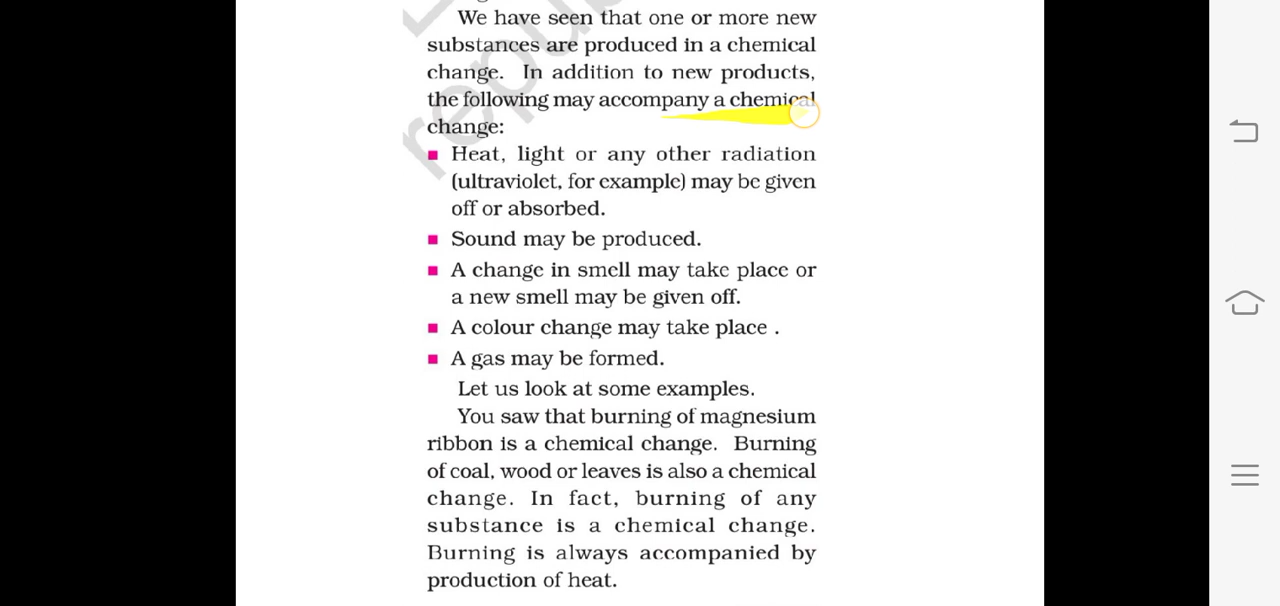 We have seen that one or more new
substances are produced in a chemical
change. In addition to new products,
the following may accompany a chemical
change:
■ Heat, light or any other radiation
(ultraviolet, for example) may be given
off or absorbed.
■ Sound may be produced.
■ A change in smell may take place or
a new smell may be given off.
■ A colour change may take place .
■ A gas may be formed.
Let us look at some examples.
You saw that burning of magnesium
ribbon is a chemical change. Burning
of coal, wood or leaves is also a chemical
change. In fact, burning of any
substance is a chemical change.
Burning is always accompanied by
production of heat.